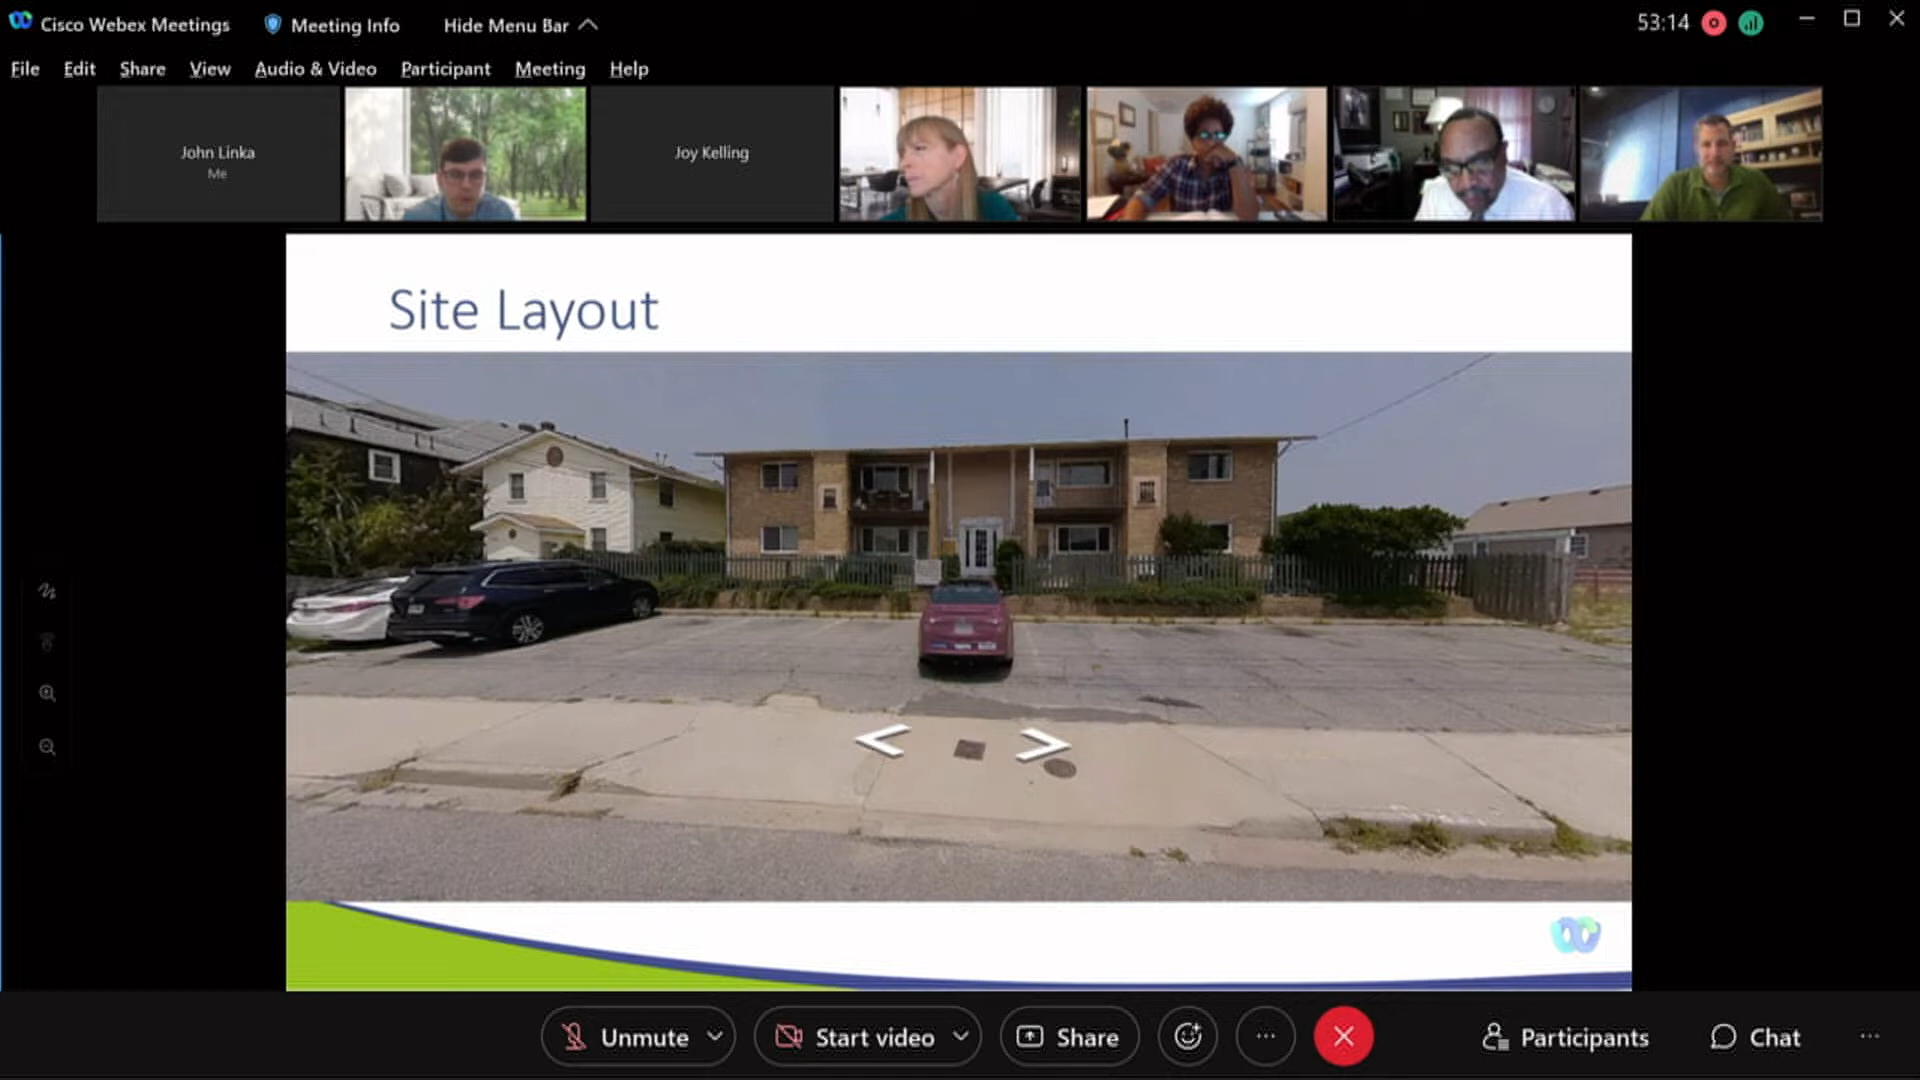 Cisco Webex Meetings
Meeting Info
Hide Menu Bar
53:14
File Edit Share View Audio & Video Participant Meeting Help
John Linka
Me
Joy Kelling
Site Layout
Unmute
Start video
Share
Participants
Chat